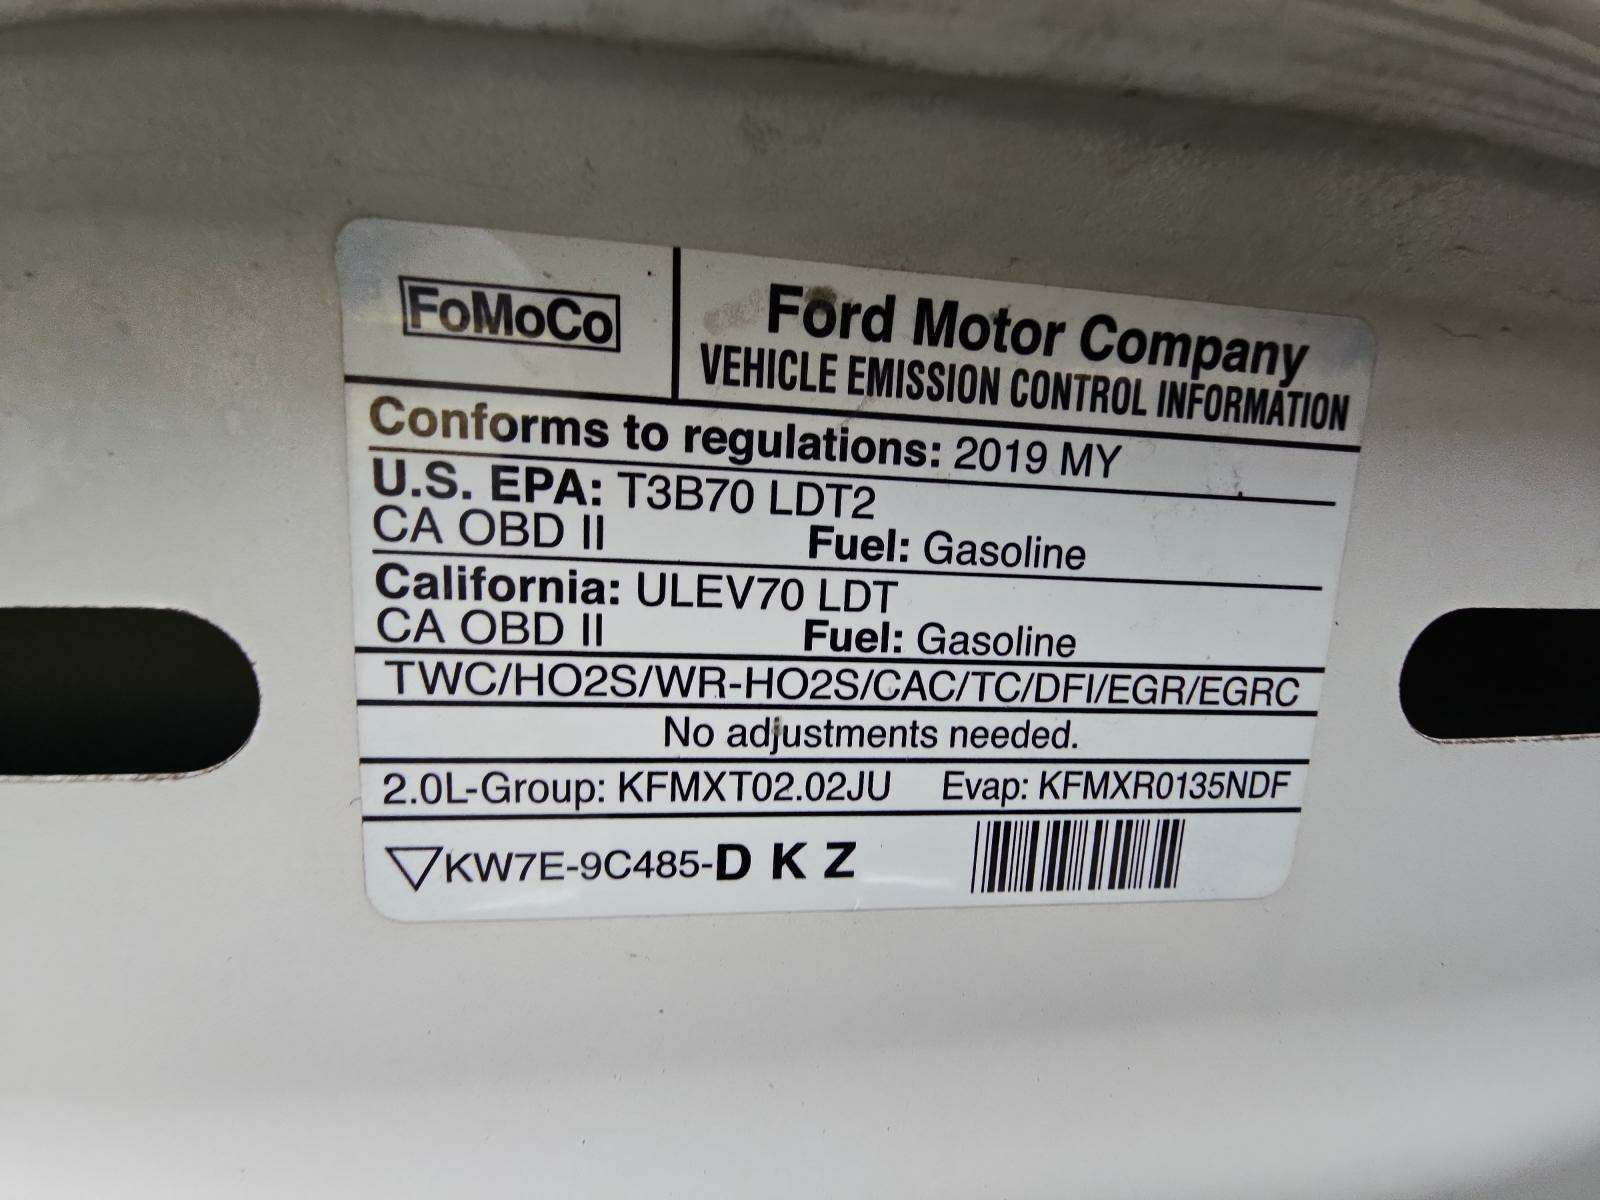 FoMoCo
Ford Motor Company
VEHICLE EMISSION CONTROL INFORMATION
Conforms to regulations: 2019 MY
U.S. EPA: T3B70 LDT2
CA OBD II Fuel: Gasoline
California: ULEV70 LDT
CA OBD II Fuel: Gasoline
TWC/HO2S/WR-HO2S/CAC/TC/DFI/EGR/EGRC
No adjustments needed.
2.0L-Group: KFMXT02.02JU Evap: KFMXR0135NDF
KW7E-9C485-D K Z